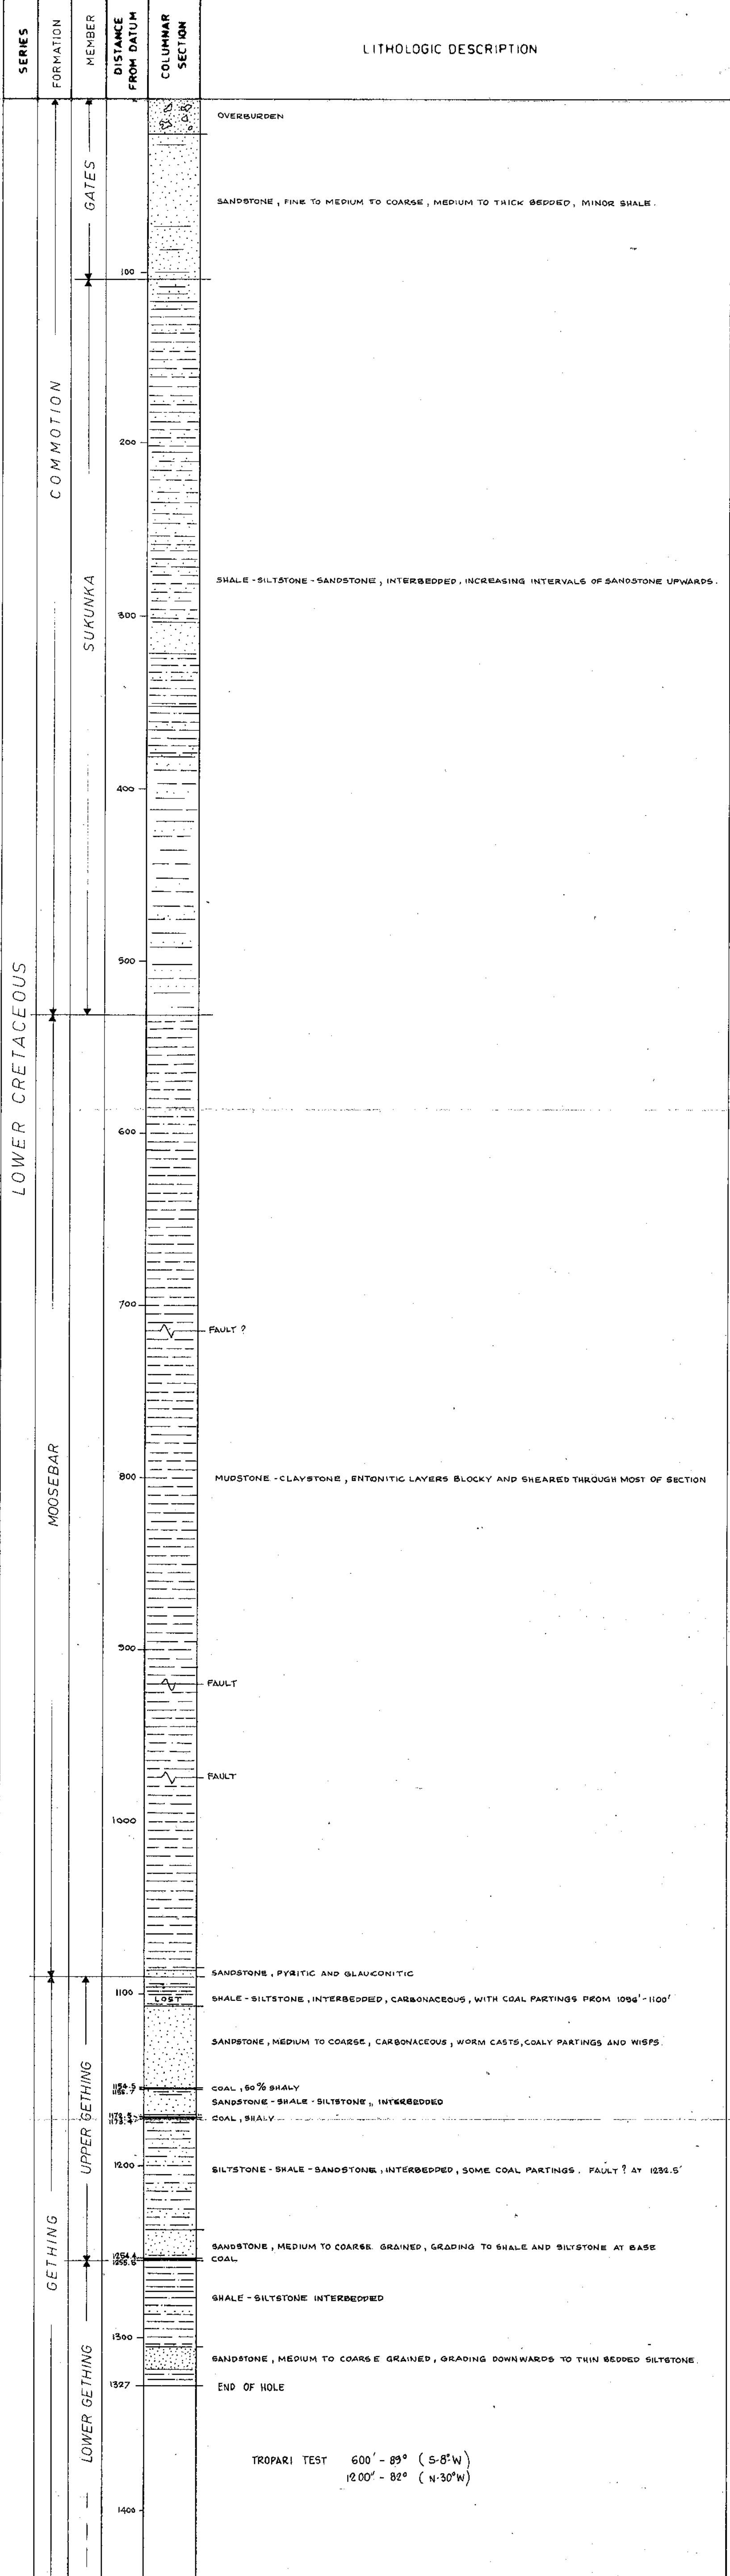 SERIES
FORMATION
MEMBER
DISTANCE
FROM DATUM
COLUMNAR
SECTION
LITHOLOGIC DESCRIPTION
OVERBURDEN
GATES
SANDSTONE, FINE TO MEDIUM TO COARSE, MEDIUM TO THICK BEDDED, MINOR SHALE.
100
COMMOTION
200
SUKUNKA
SHALE-SILTSTONE-SANDSTONE, INTERBEDDED, INCREASING INTERVALS OF SANDSTONE UPWARDS.
300
400
500
LOWER CRETACEOUS
600
700
FAULT ?
MOOSEBAR
800
MUDSTONE-CLAYSTONE, ENTONITIC LAYERS BLOCKY AND SHEARED THROUGH MOST OF SECTION
900
FAULT
FAULT
1000
SANDSTONE, PYRITIC AND GLAUCONITIC
1100
LOST
SHALE-SILTSTONE, INTERBEDDED, CARBONACEOUS, WITH COAL PARTINGS FROM 1096'-1100'
SANDSTONE, MEDIUM TO COARSE, CARBONACEOUS, WORM CASTS, COALY PARTINGS AND WISPS.
UPPER GETHING
1154.5
COAL, 50% SHALY
SANDSTONE-SHALE-SILTSTONE, INTERBEDDED
COAL, SHALY
1200
SILTSTONE-SHALE-SANDSTONE, INTERBEDDED, SOME COAL PARTINGS. FAULT ? AT 1232.5'
GETHING
SANDSTONE, MEDIUM TO COARSE GRAINED, GRADING TO SHALE AND SILTSTONE AT BASE
1254.4
COAL
SHALE-SILTSTONE INTERBEDDED
1300
LOWER GETHING
SANDSTONE, MEDIUM TO COARSE GRAINED, GRADING DOWNWARDS TO THIN BEDDED SILTSTONE.
1327
END OF HOLE
TROPARI TEST 600' - 89° (S-8°W)
1200' - 82° (N-30°W)
1400